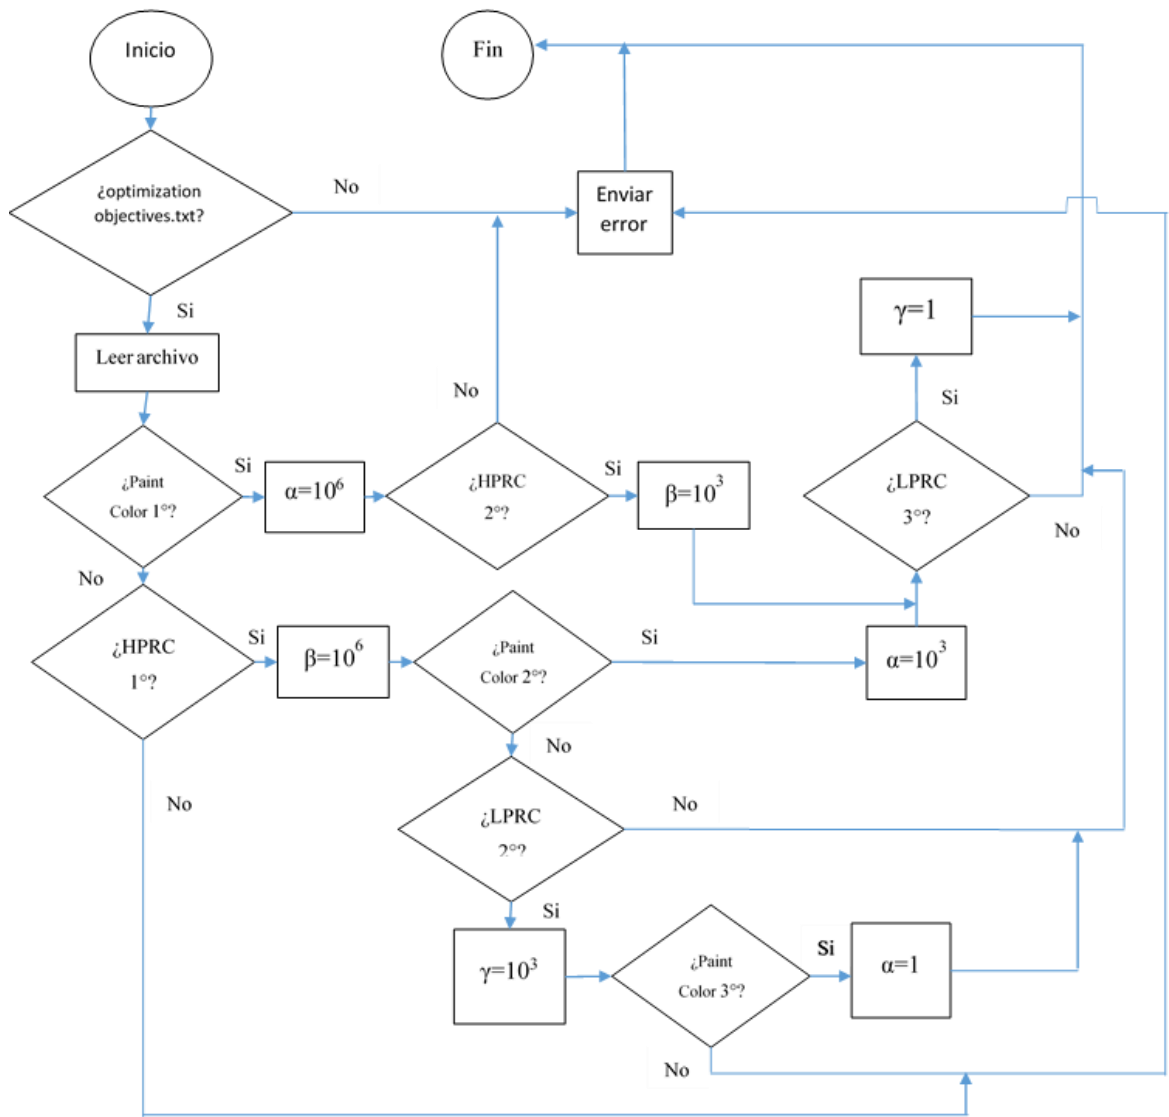 Inicio
Fin
¿optimization
objectives.txt?
No
Enviar
error
Si
Leer archivo
γ=1
No
Si
¿Paint
Color 1°?
Si
α=10⁶
¿HPRC
2°?
Si
β=10³
¿LPRC
3°?
No
No
¿HPRC
1°?
Si
β=10⁶
¿Paint
Color 2°?
Si
α=10³
No
No
¿LPRC
2°?
No
Si
γ=10³
¿Paint
Color 3°?
Si
α=1
No